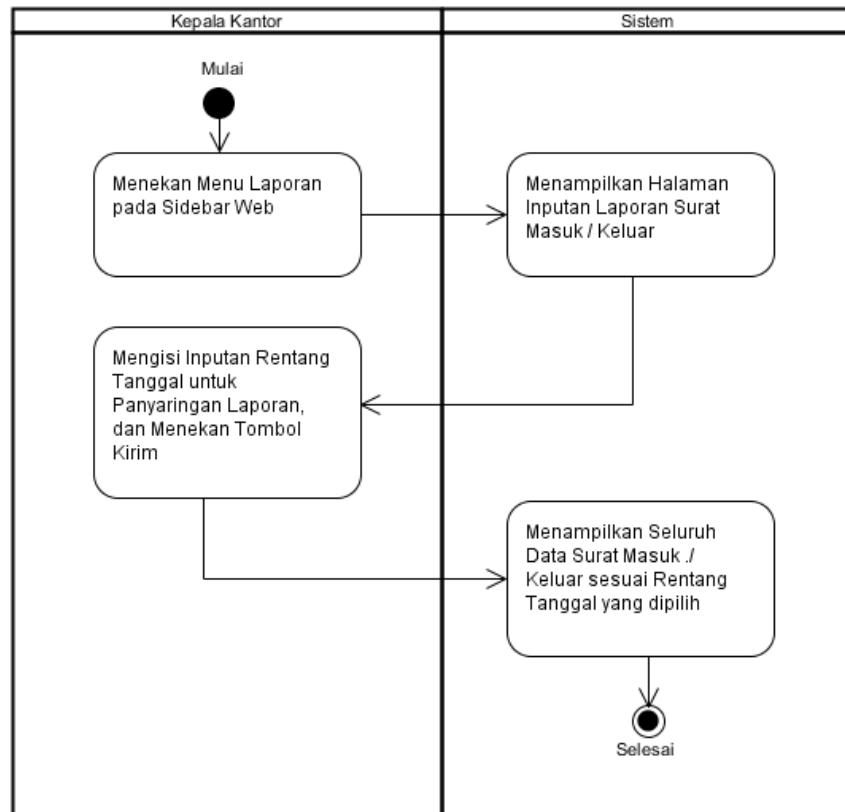 Kepala Kantor
Sistem
Mulai
Menekan Menu Laporan
pada Sidebar Web
Menampilkan Halaman
Inputan Laporan Surat
Masuk / Keluar
Mengisi Inputan Rentang
Tanggal untuk
Panyaringan Laporan,
dan Menekan Tombol
Kirim
Menampilkan Seluruh
Data Surat Masuk ./
Keluar sesuai Rentang
Tanggal yang dipilih
Selesai